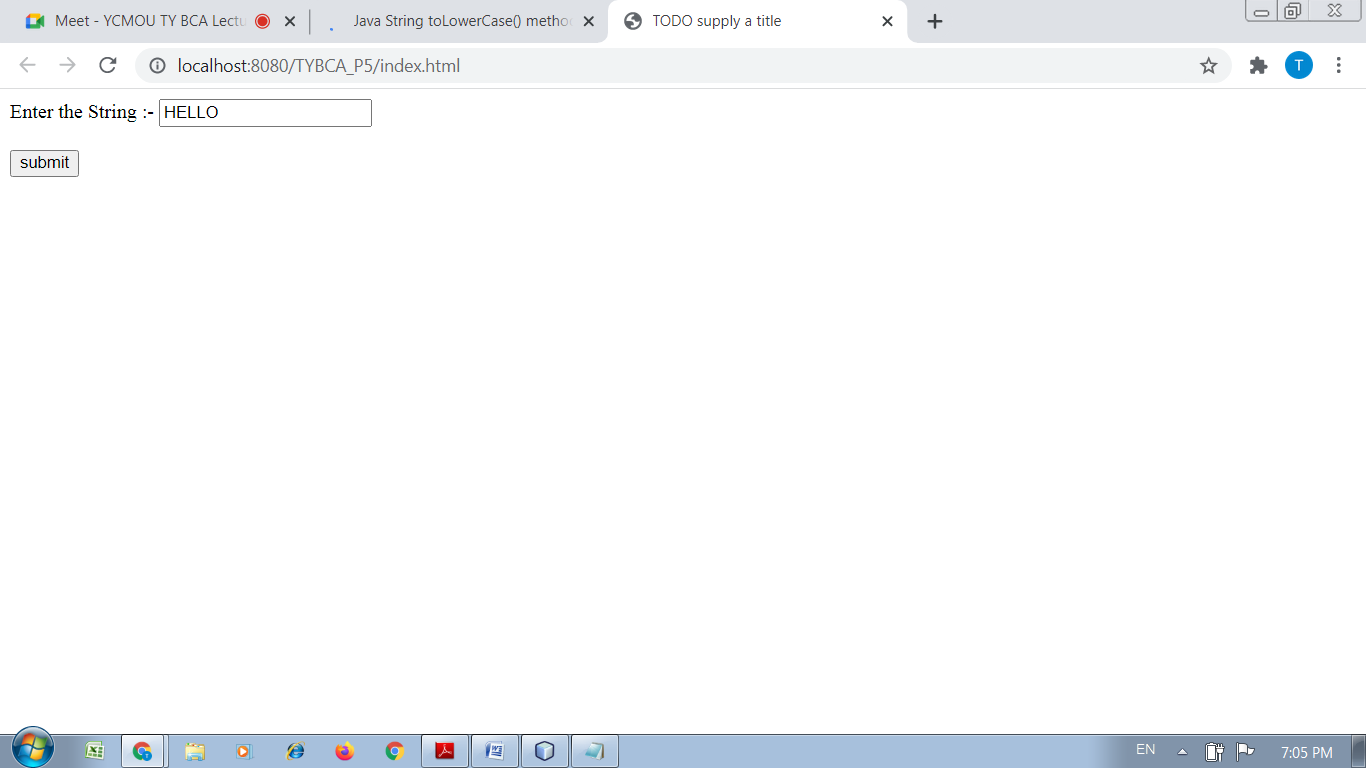 Meet - YCMOU TY BCA Lectu
Java String toLowerCase() metho
TODO supply a title
localhost:8080/TYBCA_P5/index.html
T
Enter the String :- HELLO
submit
EN
7:05 PM